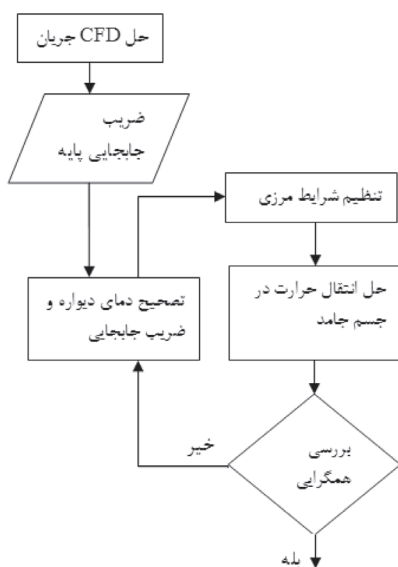 حل CFD جریان
ضریب
جابجایی پایه
تنظیم شرایط مرزی
تصحیح دمای دیواره و
ضریب جابجایی
حل انتقال حرارت در
جسم جامد
بررسی
همگرایی
خیر
بله